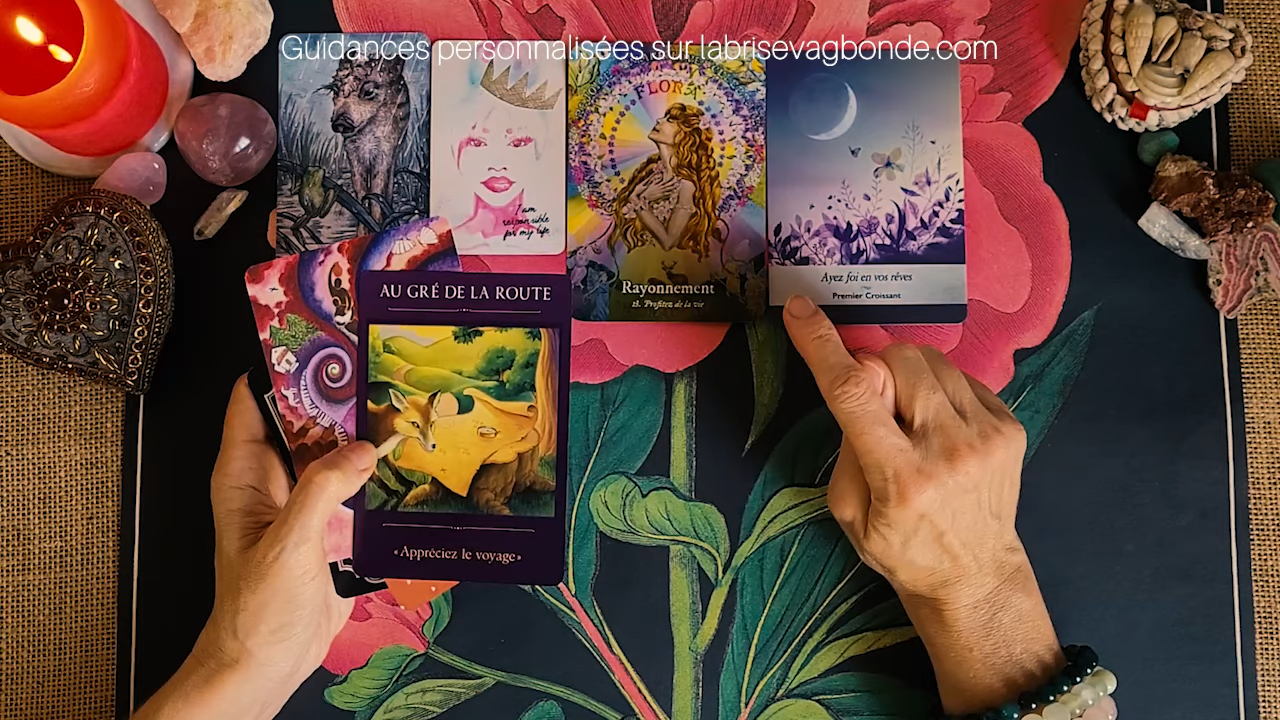 Guidances personnalisées sur labrisevagbonde.com
I am
responsible
for my life
FLORA
Rayonnement
13. Profitez de la vie
Ayez foi en vos rêves
Premier Croissant
AU GRÉ DE LA ROUTE
«Appréciez le voyage»